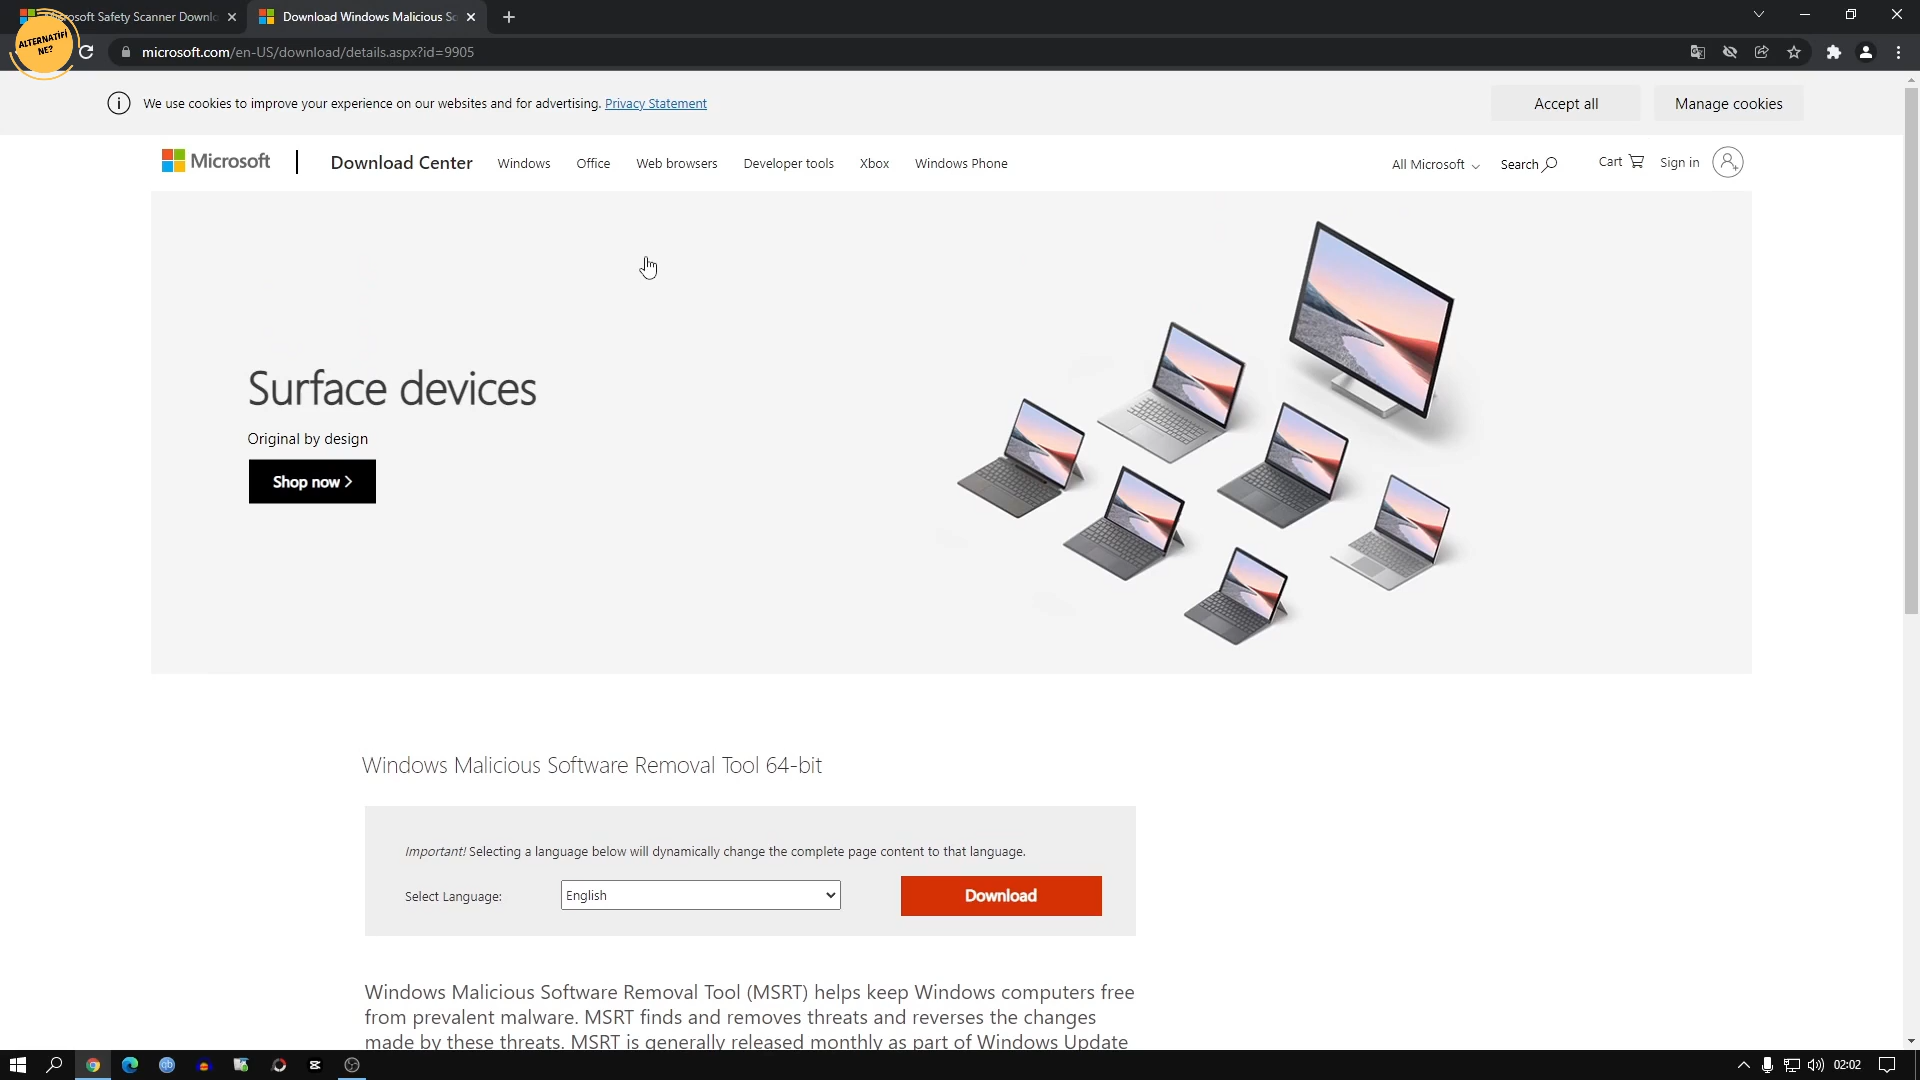 soft Safety Scanner Downlo
Download Windows Malicious So
ALTERNATİFİ
NE?
microsoft.com/en-US/download/details.aspx?id=9905
We use cookies to improve your experience on our websites and for advertising. Privacy Statement
Accept all
Manage cookies
Microsoft
Download Center
Windows
Office
Web browsers
Developer tools
Xbox
Windows Phone
All Microsoft
Search
Cart
Sign in
Surface devices
Original by design
Shop now >
Windows Malicious Software Removal Tool 64-bit
Important! Selecting a language below will dynamically change the complete page content to that language.
Select Language:
English
Download
Windows Malicious Software Removal Tool (MSRT) helps keep Windows computers free
from prevalent malware. MSRT finds and removes threats and reverses the changes
made by these threats. MSRT is generally released monthly as part of Windows Update
02:02